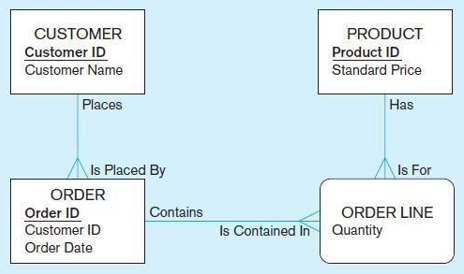 CUSTOMER
Customer ID
Customer Name
PRODUCT
Product ID
Standard Price
Places
Has
Is Placed By
Is For
ORDER
Order ID
Customer ID
Order Date
Contains
Is Contained In
ORDER LINE
Quantity